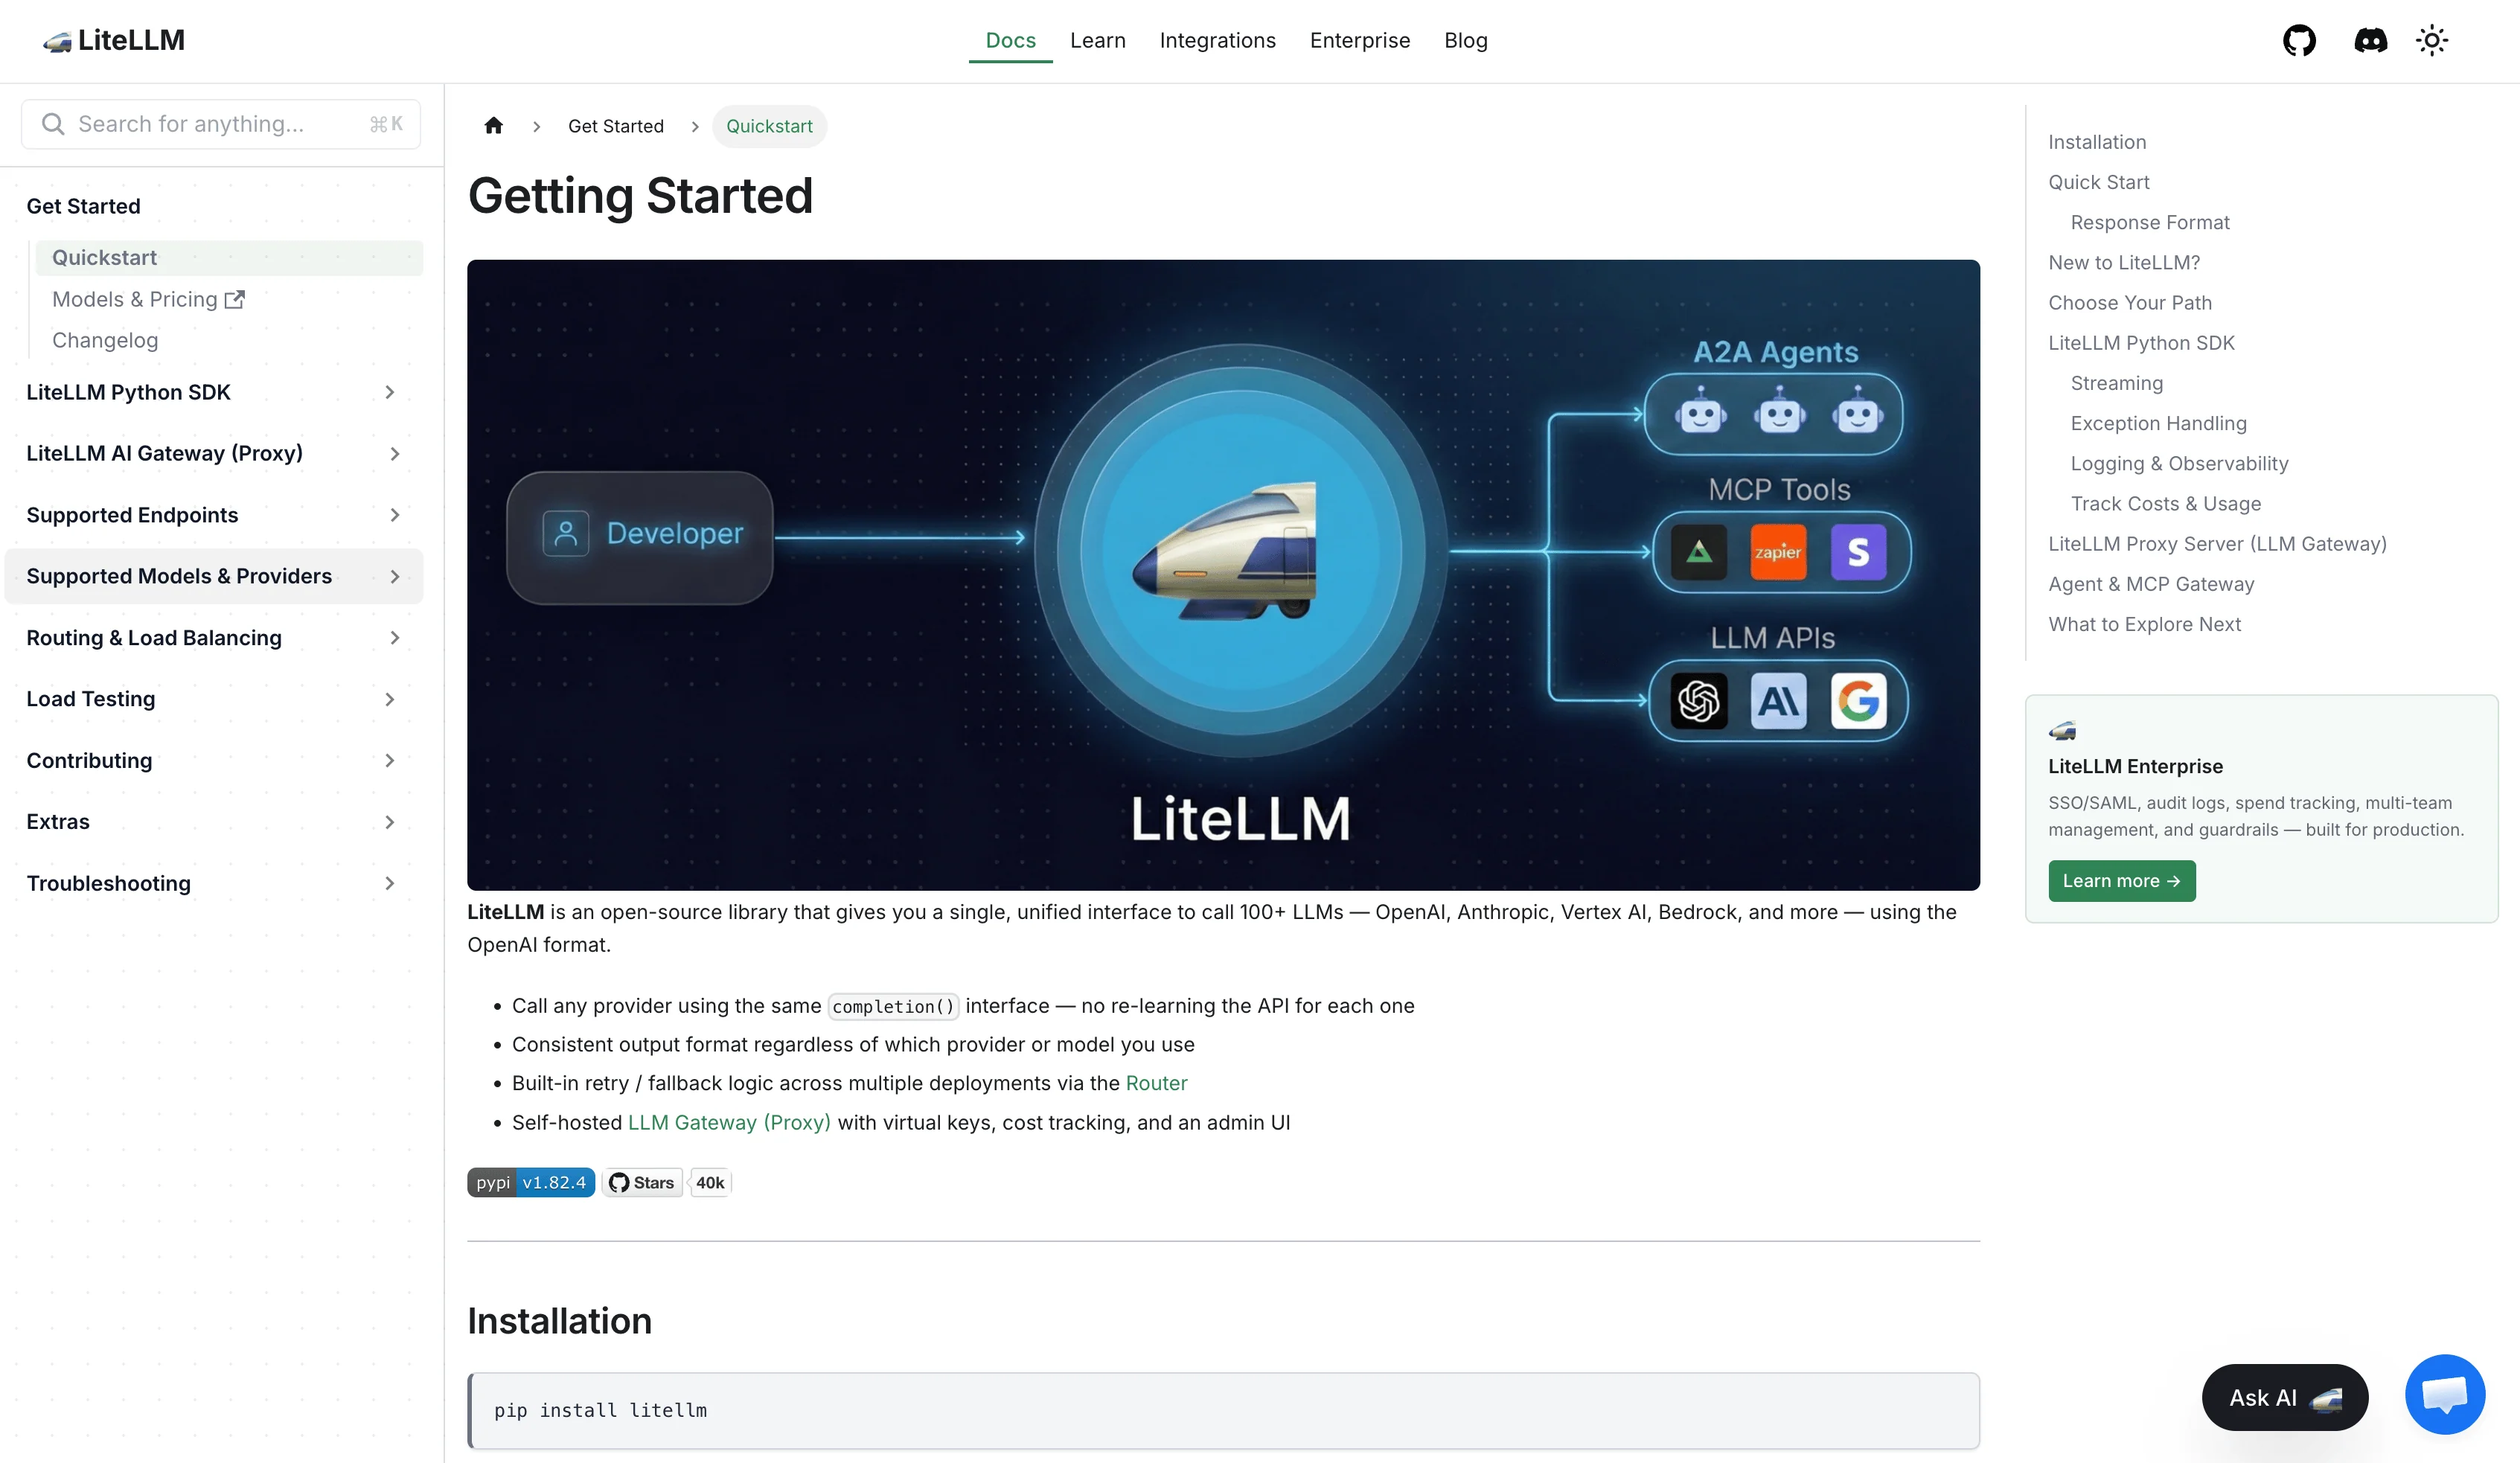 LiteLLM
Docs
Learn
Integrations
Enterprise
Blog
Search for anything...
⌘K
Get Started
Quickstart
Models & Pricing
Changelog
LiteLLM Python SDK
LiteLLM AI Gateway (Proxy)
Supported Endpoints
Supported Models & Providers
Routing & Load Balancing
Load Testing
Contributing
Extras
Troubleshooting
Get Started
Quickstart
Getting Started
Developer
LiteLLM
A2A Agents
MCP Tools
zapier
S
LLM APIs
LiteLLM is an open-source library that gives you a single, unified interface to call 100+ LLMs — OpenAI, Anthropic, Vertex AI, Bedrock, and more — using the
OpenAI format.
• Call any provider using the same completion() interface — no re-learning the API for each one
• Consistent output format regardless of which provider or model you use
• Built-in retry / fallback logic across multiple deployments via the Router
• Self-hosted LLM Gateway (Proxy) with virtual keys, cost tracking, and an admin UI
pypi v1.82.4
Stars 40k
Installation
pip install litellm
Installation
Quick Start
Response Format
New to LiteLLM?
Choose Your Path
LiteLLM Python SDK
Streaming
Exception Handling
Logging & Observability
Track Costs & Usage
LiteLLM Proxy Server (LLM Gateway)
Agent & MCP Gateway
What to Explore Next
LiteLLM Enterprise
SSO/SAML, audit logs, spend tracking, multi-team
management, and guardrails — built for production.
Learn more →
Ask AI